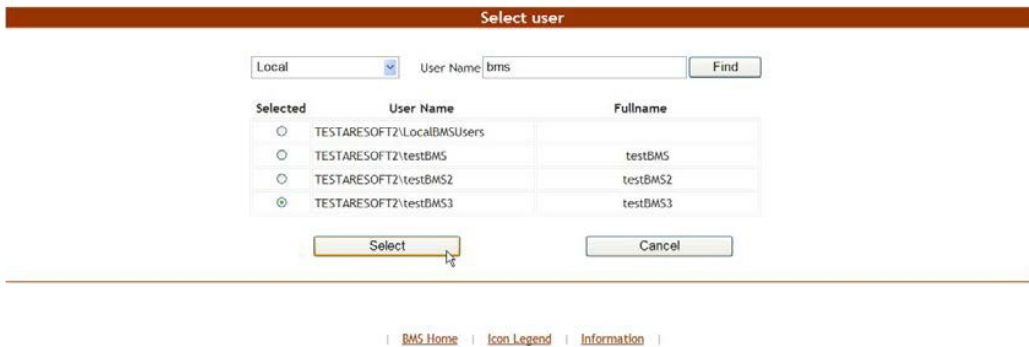 Select user
Local User Name bms Find
Selected User Name Fullname
TESTARESOFT2\LocalBMSUsers
TESTARESOFT2\testBMS testBMS
TESTARESOFT2\testBMS2 testBMS2
TESTARESOFT2\testBMS3 testBMS3
Select Cancel
| BMS Home | Icon Legend | Information |